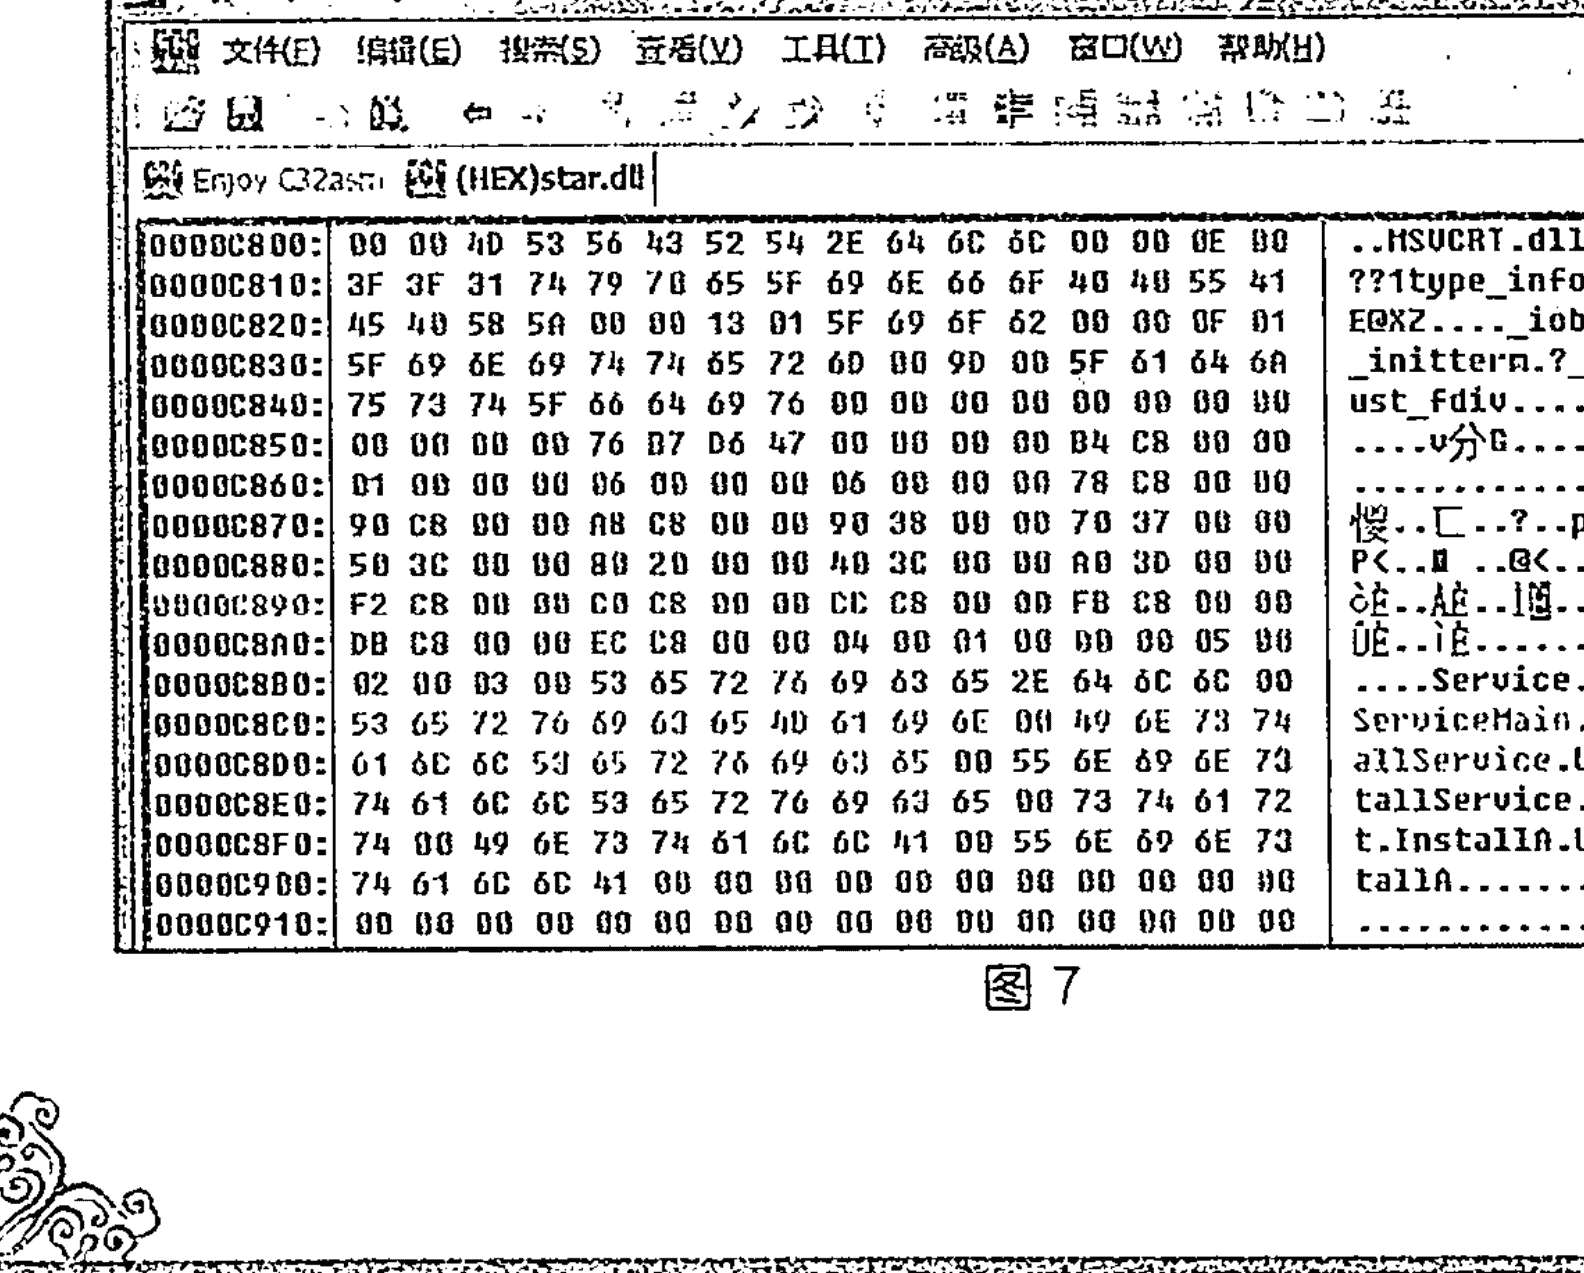 文件(F) 编辑(E) 搜索(S) 查看(V) 工具(T) 高级(A) 窗口(W) 帮助(H)
Enjoy C32asm (HEX)star.dll
0000C800: 00 00 4D 53 56 43 52 54 2E 64 6C 6C 00 00 0E 00 ..MSVCRT.dll
0000C810: 3F 3F 31 74 79 70 65 5F 69 6E 66 6F 40 40 55 41 ??1type_info
0000C820: 45 40 58 5A 00 00 13 01 5F 69 6F 62 00 00 0F 01 E@XZ...._iob
0000C830: 5F 69 6E 69 74 74 65 72 6D 00 9D 00 5F 61 64 6A _initterm.?_
0000C840: 75 73 74 5F 66 64 69 76 00 00 00 00 00 00 00 00 ust_fdiv....
0000C850: 00 00 00 00 76 B7 D6 47 00 00 00 00 B4 C8 00 00 ....v分G....
0000C860: 01 00 00 00 06 00 00 00 06 00 00 00 78 C8 00 00 ............
0000C870: 90 C8 00 00 A8 C8 00 00 90 38 00 00 70 37 00 00 ..匚..?..p
0000C880: 50 3C 00 00 80 20 00 00 40 3C 00 00 A0 3D 00 00 P<.. ..@<..
0000C890: F2 C8 00 00 C0 C8 00 00 CC C8 00 00 F8 C8 00 00 òÈ..ÀÈ..Ì..
0000C8A0: DB C8 00 00 EC C8 00 00 04 00 01 00 00 00 05 00 ÛÈ..ìÈ......
0000C8B0: 02 00 03 00 53 65 72 76 69 63 65 2E 64 6C 6C 00 ....Service.
0000C8C0: 53 65 72 76 69 63 65 4D 61 69 6E 00 49 6E 73 74 ServiceMain.
0000C8D0: 61 6C 6C 53 65 72 76 69 63 65 00 55 6E 69 6E 73 allService.U
0000C8E0: 74 61 6C 6C 53 65 72 76 69 63 65 00 73 74 61 72 tallService.
0000C8F0: 74 00 49 6E 73 74 61 6C 6C 41 00 55 6E 69 6E 73 t.InstallA.U
0000C900: 74 61 6C 6C 41 00 00 00 00 00 00 00 00 00 00 00 tallA.......
0000C910: 00 00 00 00 00 00 00 00 00 00 00 00 00 00 00 00 ............
图 7